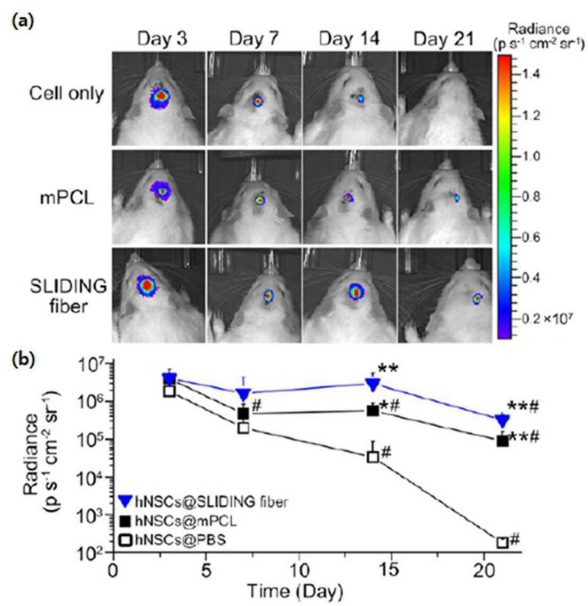 (a)
Radiance
(p s⁻¹ cm⁻² sr⁻¹)
Day 3 Day 7 Day 14 Day 21
Cell only
mPCL
SLIDING
fiber
1.4
1.2
1.0
0.8
0.6
0.4
0.2 ×10⁷
(b)
Radiance
(p s⁻¹ cm⁻² sr⁻¹)
10⁷
10⁶
10⁵
10⁴
10³
10²
**
# *# **#
**#
#
#
hNSCs@SLIDING fiber
hNSCs@mPCL
hNSCs@PBS
0 5 10 15 20
Time (Day)